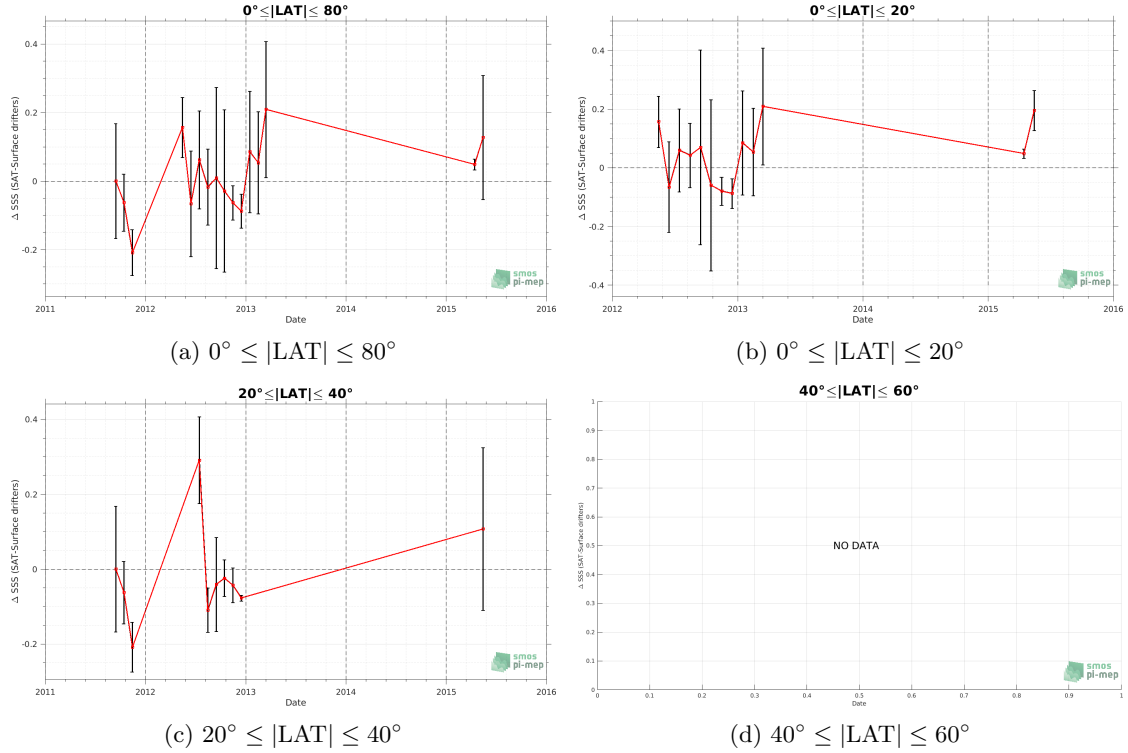 0°≤|LAT|≤ 80°
Δ SSS (SAT-Surface drifters)
0.4
0.2
0
-0.2
2011
2012
2013
2014
2015
2016
Date
smos
pi-mep
(a) 0° ≤ |LAT| ≤ 80°
0°≤|LAT|≤ 20°
Δ SSS (SAT-Surface drifters)
0.4
0.2
0
-0.2
-0.4
2012
2013
2014
2015
2016
Date
smos
pi-mep
(b) 0° ≤ |LAT| ≤ 20°
20°≤|LAT|≤ 40°
Δ SSS (SAT-Surface drifters)
0.4
0.2
0
-0.2
2011
2012
2013
2014
2015
2016
Date
smos
pi-mep
(c) 20° ≤ |LAT| ≤ 40°
40°≤|LAT|≤ 60°
Δ SSS (SAT-Surface drifters)
1
0.9
0.8
0.7
0.6
0.5
0.4
0.3
0.2
0.1
0
NO DATA
0
0.1
0.2
0.3
0.4
0.5
0.6
0.7
0.8
0.9
1
Date
smos
pi-mep
(d) 40° ≤ |LAT| ≤ 60°